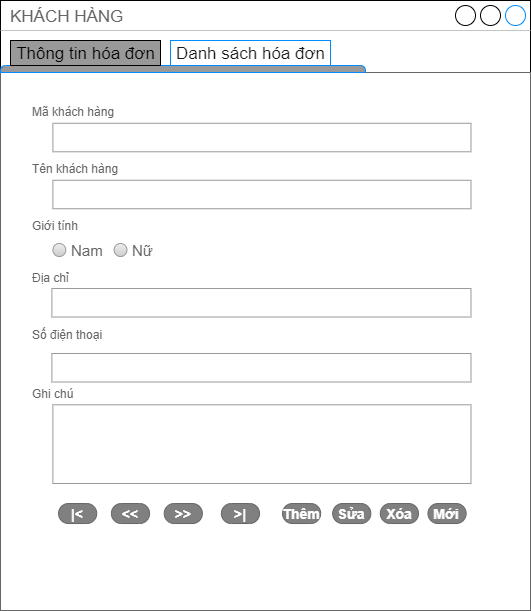 KHÁCH HÀNG
Thông tin hóa đơn Danh sách hóa đơn
Mã khách hàng
Tên khách hàng
Giới tính
Nam Nữ
Địa chỉ
Số điện thoại
Ghi chú
|< << >> >| Thêm Sửa Xóa Mới